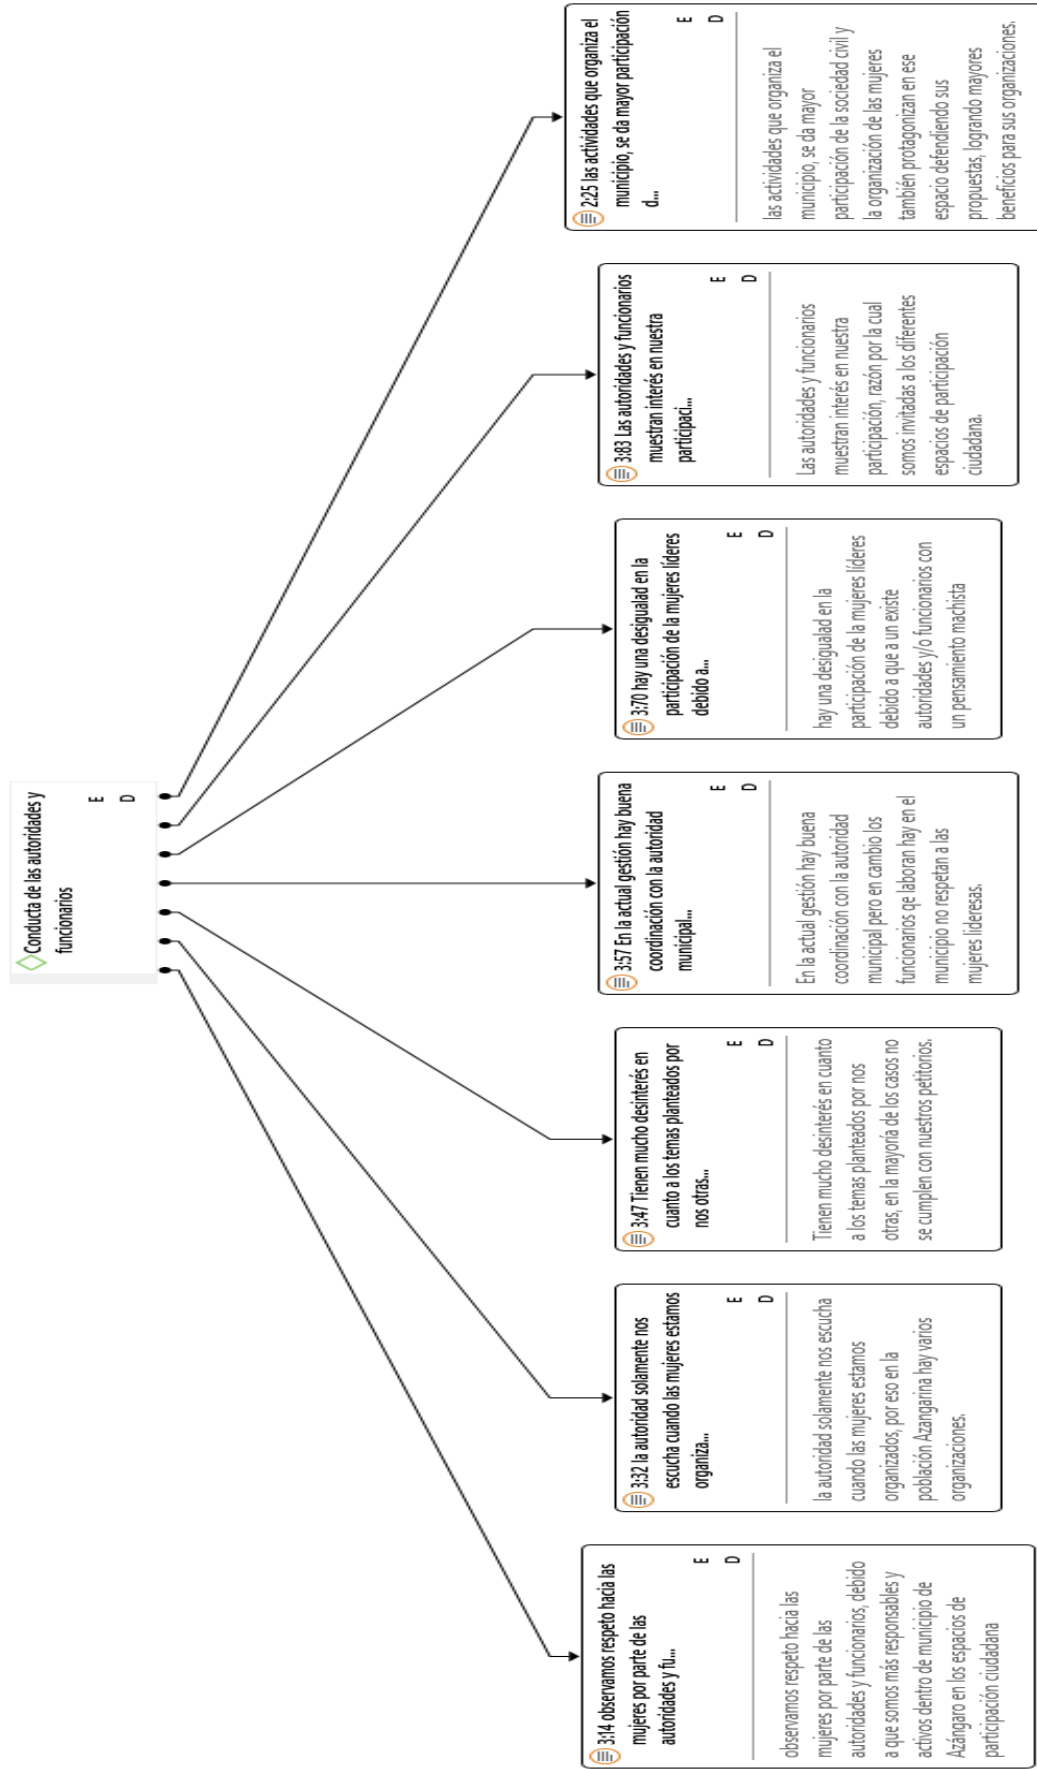 Conducta de las autoridades y
funcionarios
E
D
3:14 observamos respeto hacia las
mujeres por parte de las
autoridades y fu...
E
D
observamos respeto hacia las
mujeres por parte de las
autoridades y funcionarios, debido
a que somos más responsables y
activos dentro de municipio de
Azángaro en los espacios de
participación ciudadana
3:32 la autoridad solamente nos
escucha cuando las mujeres estamos
organiza...
E
D
la autoridad solamente nos escucha
cuando las mujeres estamos
organizados, por eso en la
población Azangarina hay varios
organizaciones.
3:47 Tienen mucho desinterés en
cuanto a los temas planteados por
nos otras...
E
D
Tienen mucho desinterés en cuanto
a los temas planteados por nos
otras, en la mayoría de los casos no
se cumplen con nuestros petitorios.
3:57 En la actual gestión hay buena
coordinación con la autoridad
municipal...
E
D
En la actual gestión hay buena
coordinación con la autoridad
municipal pero en cambio los
funcionarios qe laboran hay en el
municipio no respetan a las
mujeres lideresas.
3:70 hay una desigualad en la
participación de la mujeres líderes
debido a...
E
D
hay una desigualad en la
participación de la mujeres líderes
debido a que a un existe
autoridades y/o funcionarios con
un pensamiento machista
3:83 Las autoridades y funcionarios
muestran interés en nuestra
participaci...
E
D
Las autoridades y funcionarios
muestran interés en nuestra
participación, razón por la cual
somos invitadas a los diferentes
espacios de participación
ciudadana.
2:25 las actividades que organiza el
municipio, se da mayor participación
d...
E
D
las actividades que organiza el
municipio, se da mayor
participación de la sociedad civil y
la organización de las mujeres
también protagonizan en ese
espacio defendiendo sus
propuestas, logrando mayores
beneficios para sus organizaciones.